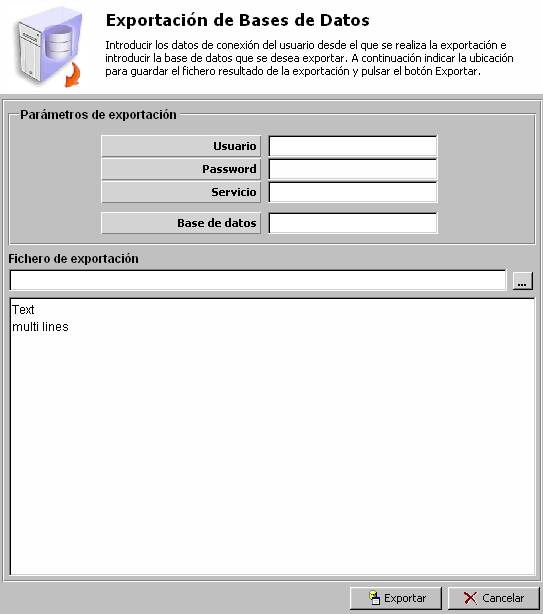 Exportación de Bases de Datos
Introducir los datos de conexión del usuario desde el que se realiza la exportación e
introducir la base de datos que se desea exportar. A continuación indicar la ubicación
para guardar el fichero resultado de la exportación y pulsar el botón Exportar.
Parámetros de exportación
Usuario
Password
Servicio
Base de datos
Fichero de exportación
...
Text
multi lines
Exportar
Cancelar